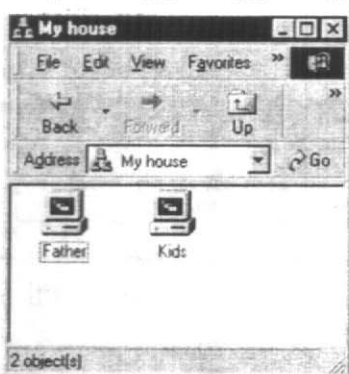 My house
File Edit View Favorites »
Back Forward Up »
Address My house Go
Father Kids
2 object(s)